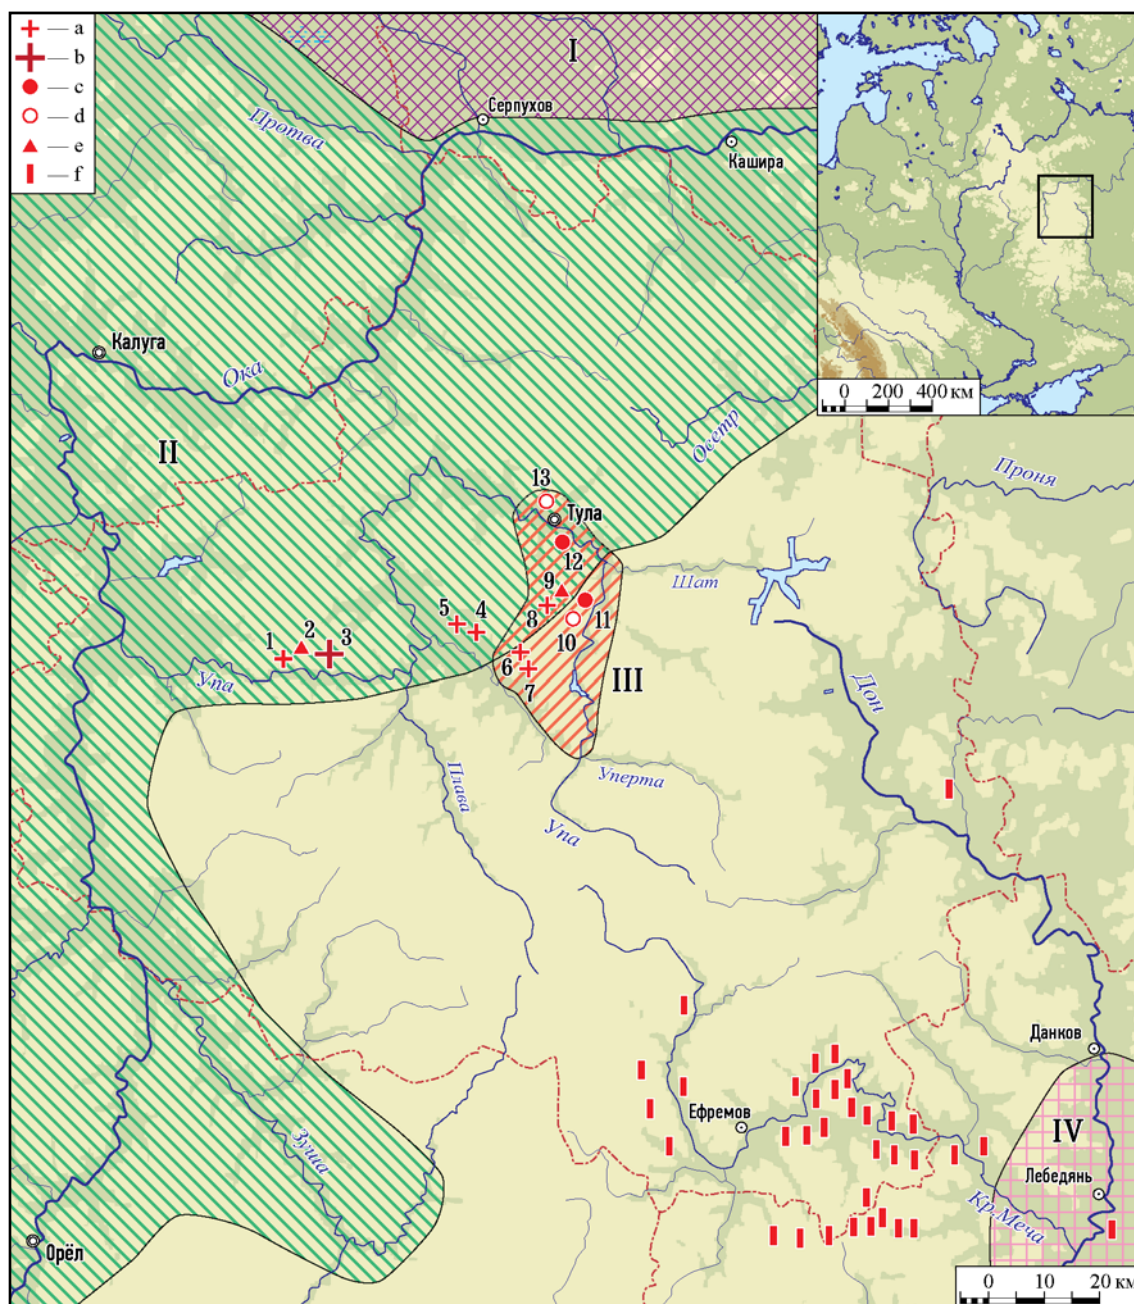 — a
— b
— c
— d
— e
— f
I
Серпухов
Протва
Кашира
0 200 400 км
Калуга
Ока
II
Осетр
Проня
13
Тула
12
Шат
9
8
11
10
5 4
6
7
1 2 3
Упа
III
Дон
Плава
Уперта
Упа
Данков
Ефремов
IV
Лебедянь
Зуша
Кр.Меча
Орёл
0 10 20 км